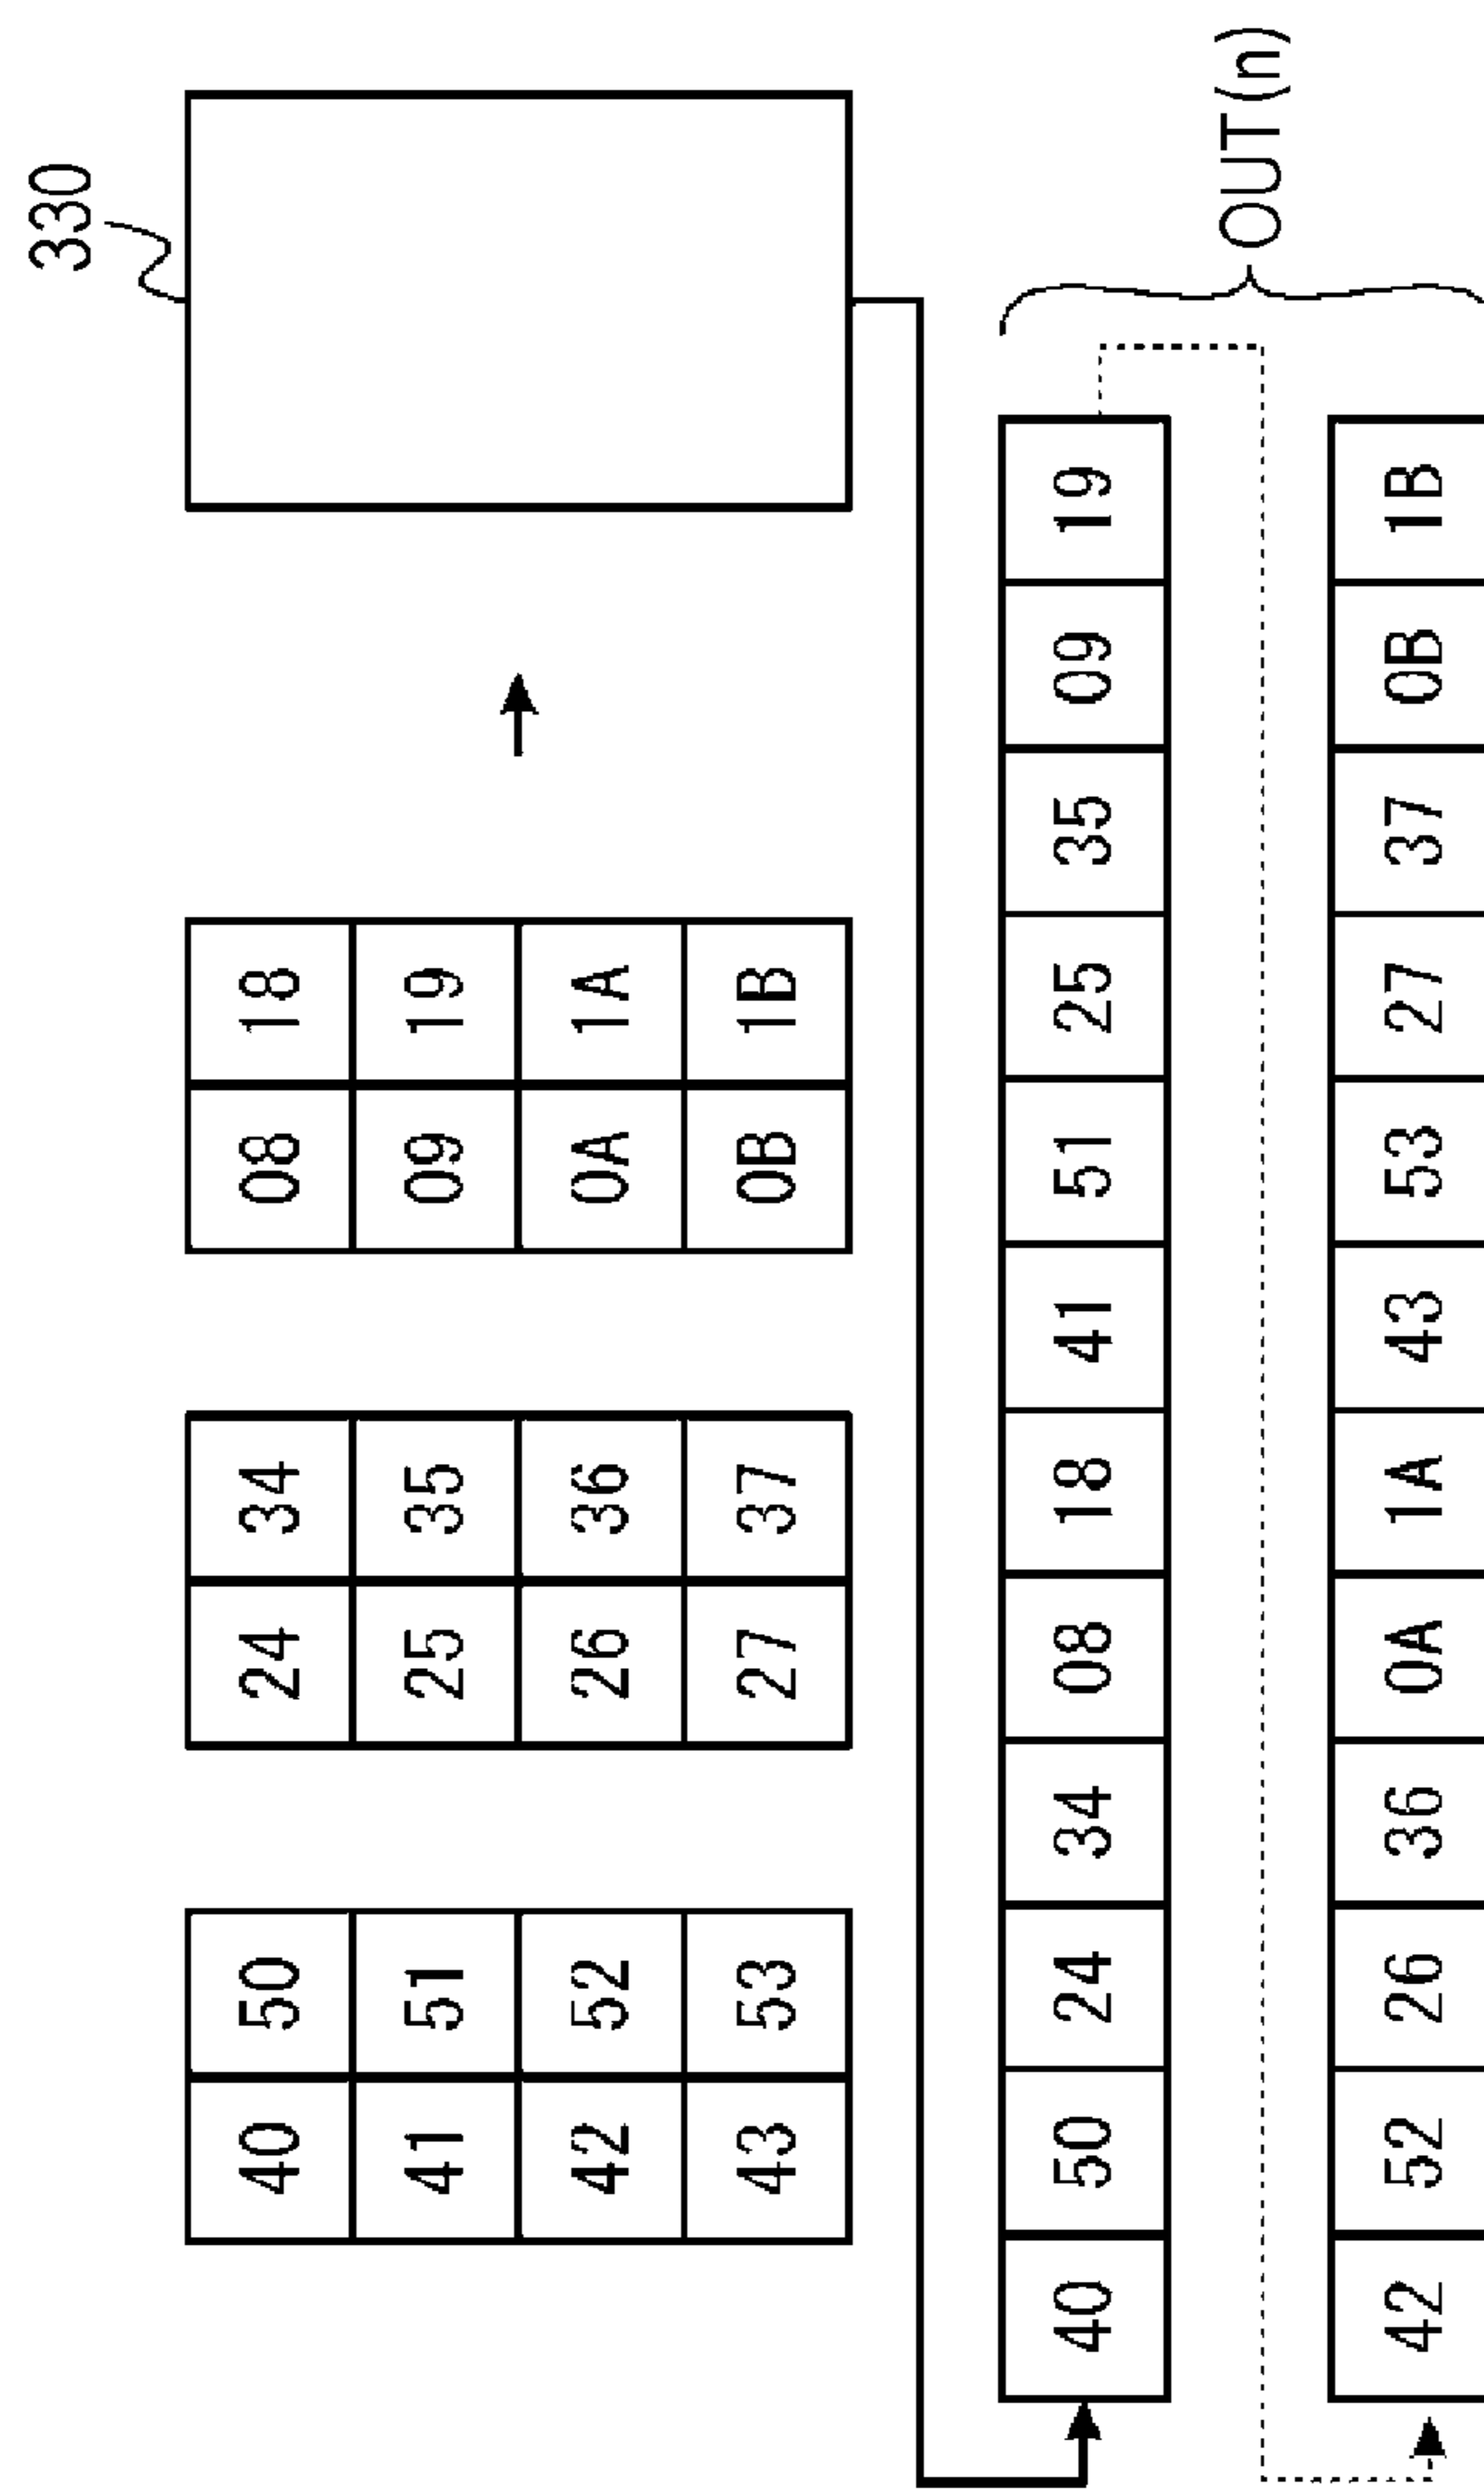 330
40 50 24 34 08 18
41 51 25 35 09 19
42 52 26 36 0A 1A
43 53 27 37 0B 1B
40 50 24 34 08 18 41 51 25 35 09 19
OUT(n)
42 52 26 36 0A 1A 43 53 27 37 0B 1B